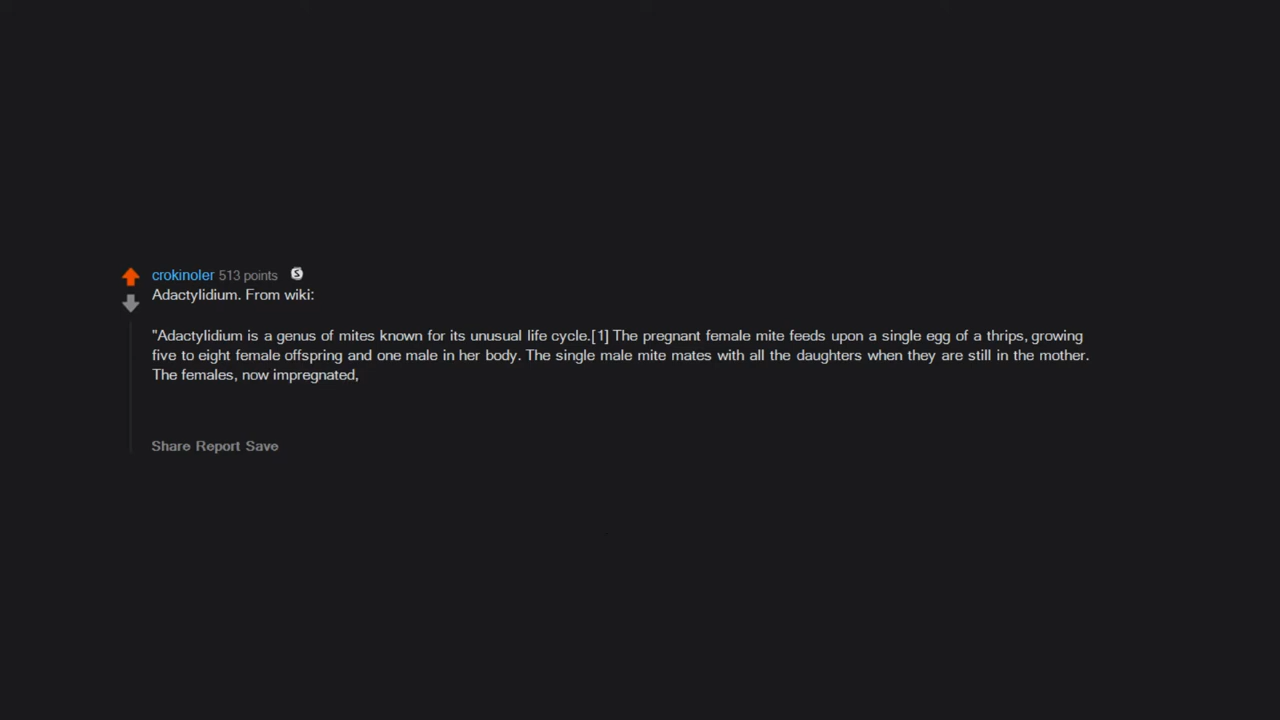 crokinoler 513 points
Adactylidium. From wiki:
"Adactylidium is a genus of mites known for its unusual life cycle.[1] The pregnant female mite feeds upon a single egg of a thrips, growing
five to eight female offspring and one male in her body. The single male mite mates with all the daughters when they are still in the mother.
The females, now impregnated,
Share Report Save